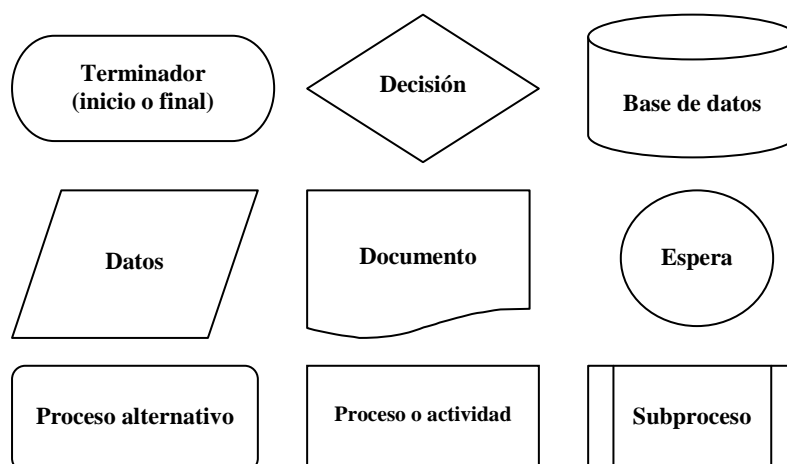 Terminador
(inicio o final)
Decisión
Base de datos
Datos
Documento
Espera
Proceso alternativo
Proceso o actividad
Subproceso